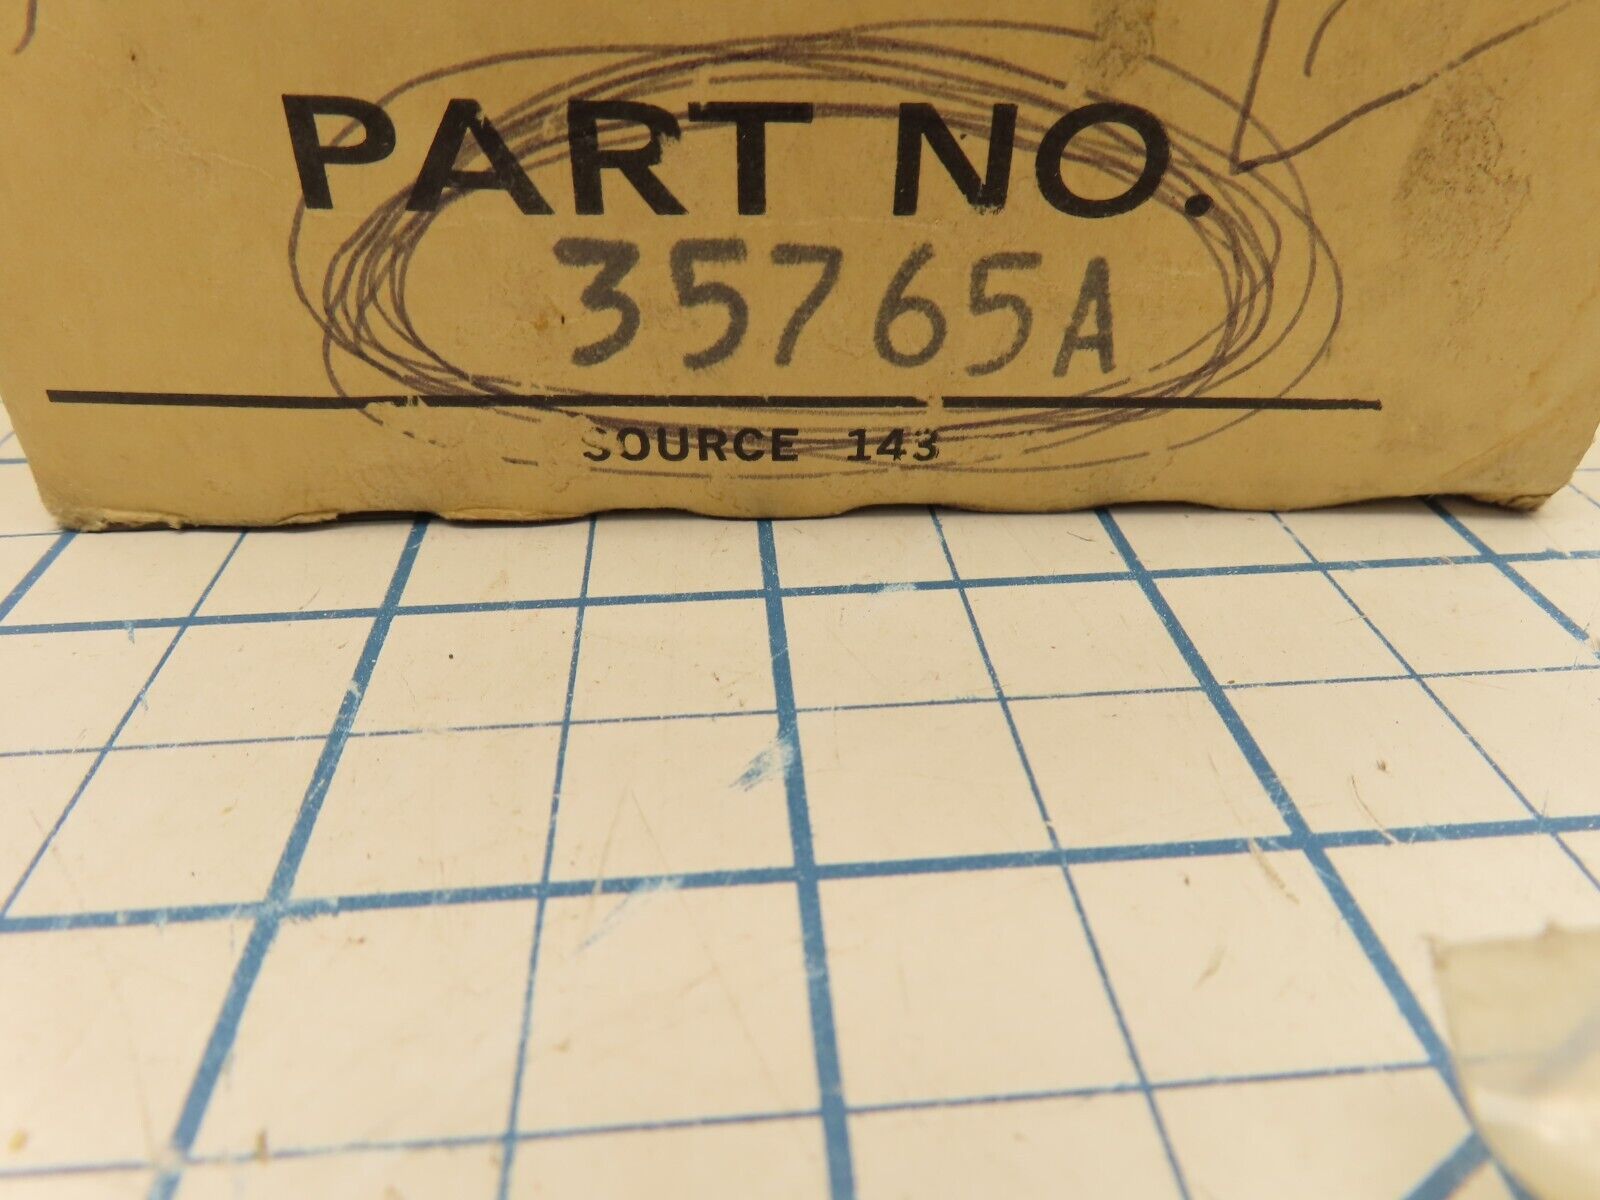 PART NO.
35765A
SOURCE 143